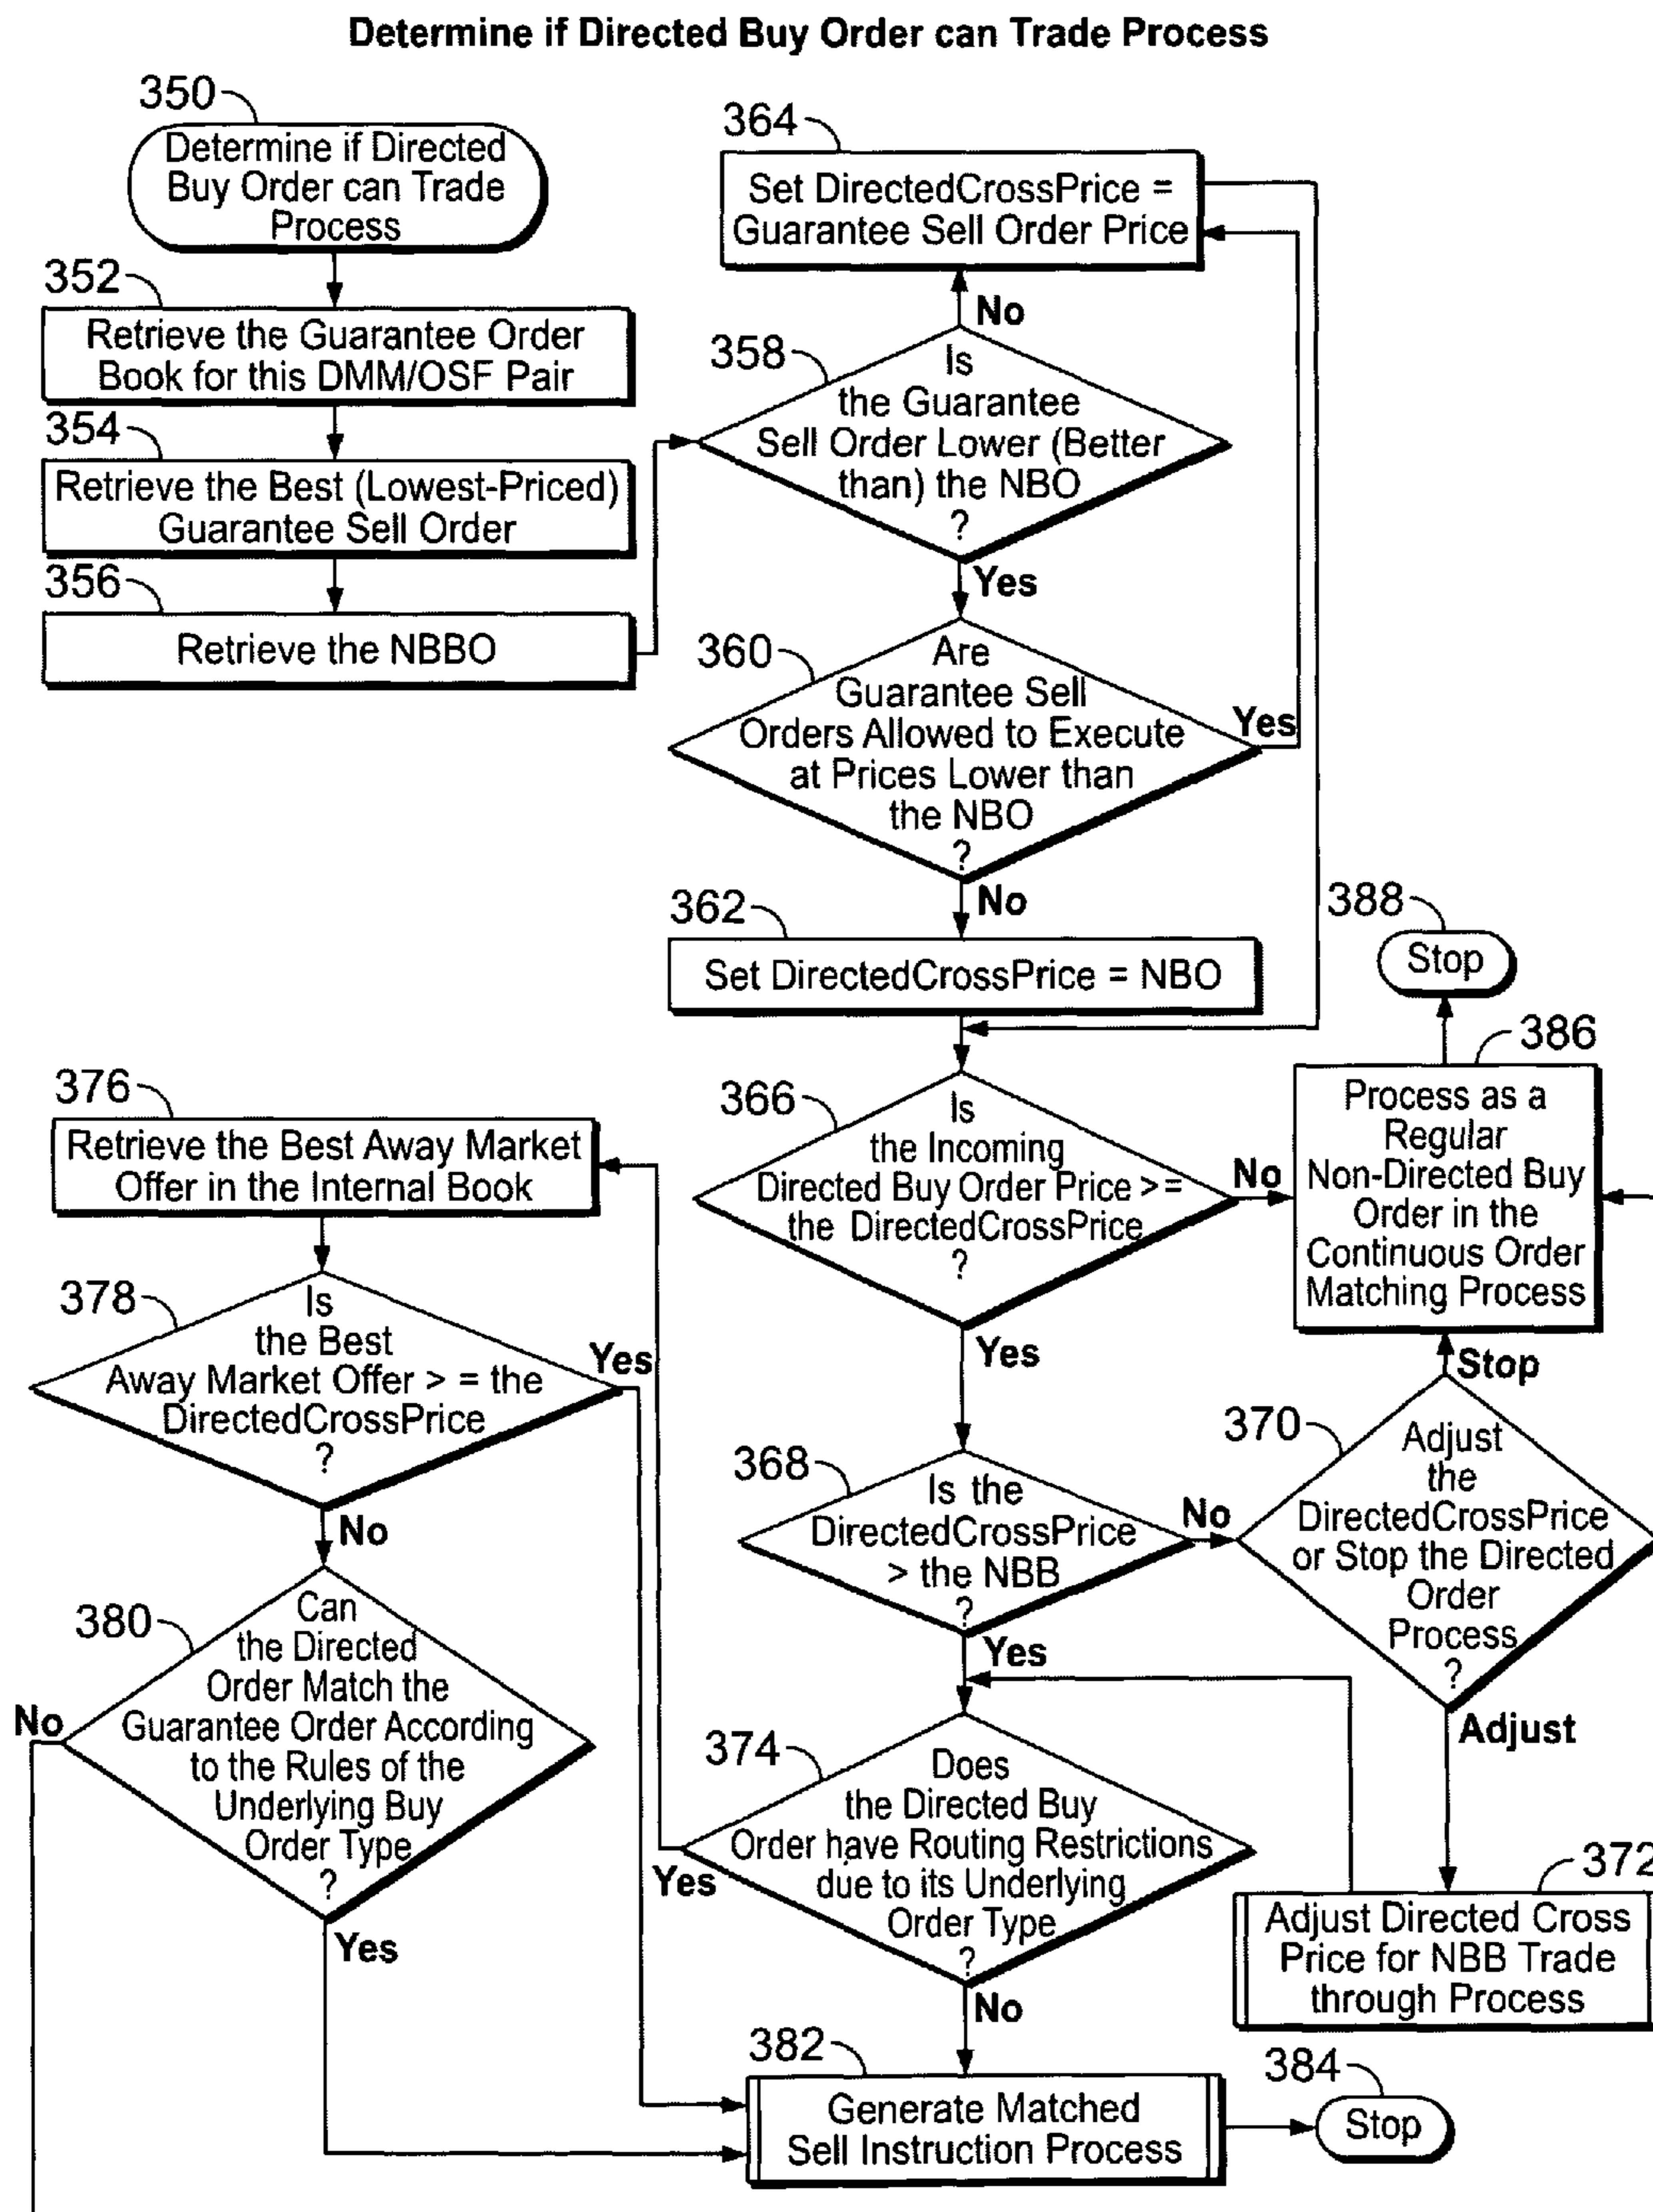 Determine if Directed Buy Order can Trade Process
350
Determine if Directed
Buy Order can Trade
Process
352
Retrieve the Guarantee Order
Book for this DMM/OSF Pair
354
Retrieve the Best (Lowest-Priced)
Guarantee Sell Order
356
Retrieve the NBBO
364
Set DirectedCrossPrice =
Guarantee Sell Order Price
No
358
Is
the Guarantee
Sell Order Lower (Better
than) the NBO
?
Yes
360
Are
Guarantee Sell
Orders Allowed to Execute
at Prices Lower than
the NBO
?
Yes
No
362
Set DirectedCrossPrice = NBO
388
Stop
386
Process as a
Regular
Non-Directed Buy
Order in the
Continuous Order
Matching Process
366
Is
the Incoming
Directed Buy Order Price >=
the DirectedCrossPrice
?
No
Yes
376
Retrieve the Best Away Market
Offer in the Internal Book
378
Is
the Best
Away Market Offer > = the
DirectedCrossPrice
?
Yes
No
368
Is the
DirectedCrossPrice
> the NBB
?
No
Yes
Stop
370
Adjust
the
DirectedCrossPrice
or Stop the Directed
Order
Process
?
Adjust
380
Can
the Directed
Order Match the
Guarantee Order According
to the Rules of the
Underlying Buy
Order Type
?
No
Yes
374
Does
the Directed Buy
Order have Routing Restrictions
due to its Underlying
Order Type
?
Yes
No
372
Adjust Directed Cross
Price for NBB Trade
through Process
382
Generate Matched
Sell Instruction Process
384
Stop